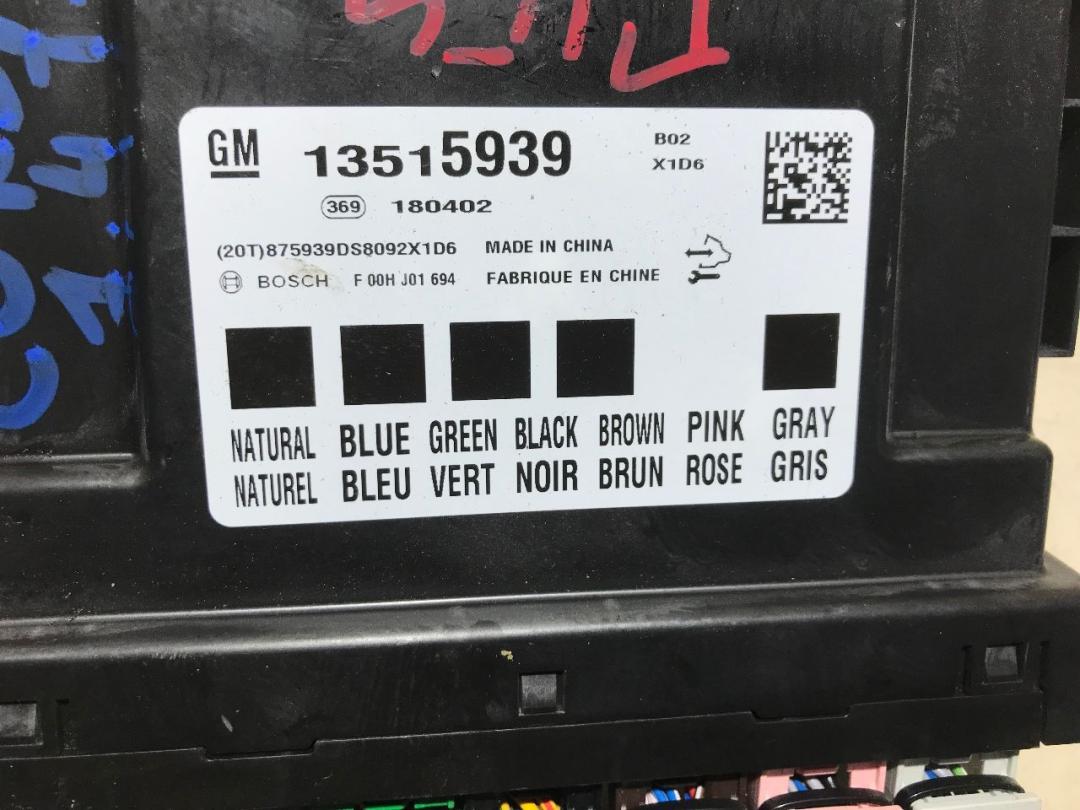 GM 13515939 B02
X1D6
369 180402
(20T)875939DS8092X1D6 MADE IN CHINA
BOSCH F 00H J01 694 FABRIQUE EN CHINE
NATURAL BLUE GREEN BLACK BROWN PINK GRAY
NATUREL BLEU VERT NOIR BRUN ROSE GRIS